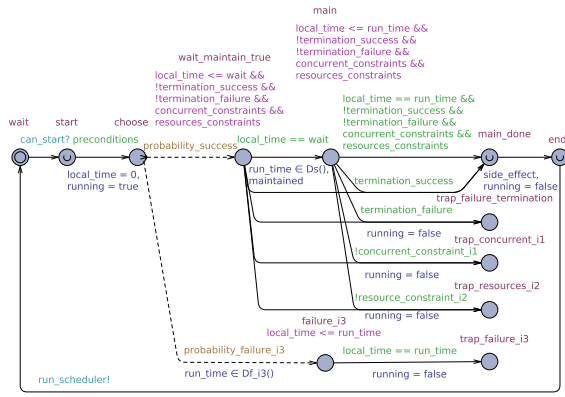 main
local_time <= run_time &&
!termination_success &&
!termination_failure &&
concurrent_constraints &&
resources_constraints
wait_maintain_true
local_time <= wait &&
!termination_success &&
!termination_failure &&
concurrent_constraints &&
resources_constraints
local_time == run_time &&
!termination_success &&
!termination_failure &&
concurrent_constraints &&
resources_constraints
wait
start
choose
main_done
end
can_start?
preconditions
probability_success
local_time == wait
local_time = 0,
running = true
run_time ∈ Ds(),
maintained
termination_success
side_effect,
running = false
trap_failure_termination
termination_failure
running = false
trap_concurrent_i1
!concurrent_constraint_i1
running = false
trap_resources_i2
!resource_constraint_i2
running = false
failure_i3
local_time <= run_time
trap_failure_i3
probability_failure_i3
local_time == run_time
run_time ∈ Df_i3()
running = false
run_scheduler!